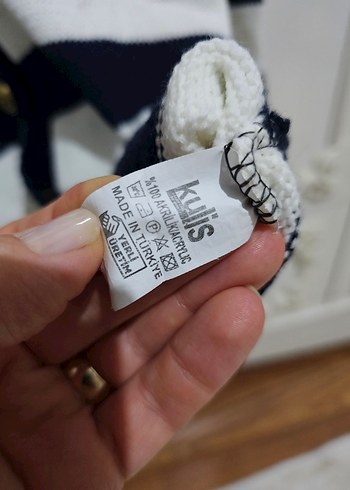 kulis
%100 AKRİLİK/ACRYLIC
MADE IN TÜRKİYE
YERLİ
ÜRETİM